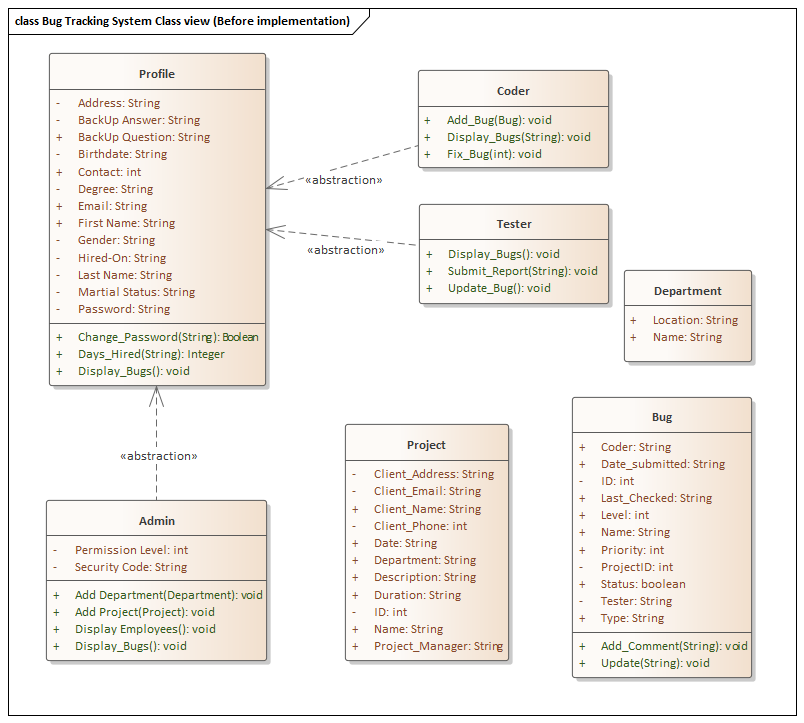 class Bug Tracking System Class view (Before implementation)
Profile
- Address: String
- BackUp Answer: String
+ BackUp Question: String
- Birthdate: String
+ Contact: int
- Degree: String
+ Email: String
+ First Name: String
- Gender: String
- Hired-On: String
- Last Name: String
- Martial Status: String
- Password: String
+ Change_Password(String): Boolean
+ Days_Hired(String): Integer
+ Display_Bugs(): void
Coder
+ Add_Bug(Bug): void
+ Display_Bugs(String): void
+ Fix_Bug(int): void
«abstraction»
Tester
+ Display_Bugs(): void
+ Submit_Report(String): void
+ Update_Bug(): void
«abstraction»
Department
+ Location: String
+ Name: String
«abstraction»
Admin
- Permission Level: int
- Security Code: String
+ Add Department(Department): void
+ Add Project(Project): void
+ Display Employees(): void
+ Display_Bugs(): void
Project
- Client_Address: String
- Client_Email: String
+ Client_Name: String
- Client_Phone: int
+ Date: String
+ Department: String
+ Description: String
+ Duration: String
- ID: int
+ Name: String
+ Project_Manager: String
Bug
+ Coder: String
+ Date_submitted: String
- ID: int
+ Last_Checked: String
+ Level: int
+ Name: String
+ Priority: int
- ProjectID: int
+ Status: boolean
- Tester: String
+ Type: String
+ Add_Comment(String): void
+ Update(String): void